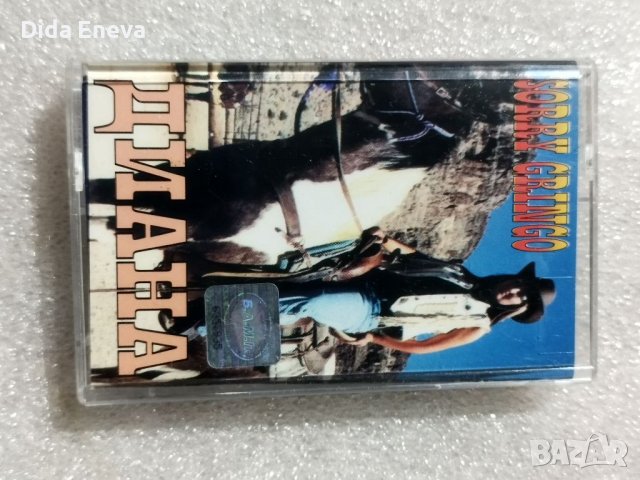 Dida Eneva
SORRY GRINGO
ДИАНА
BAZAR